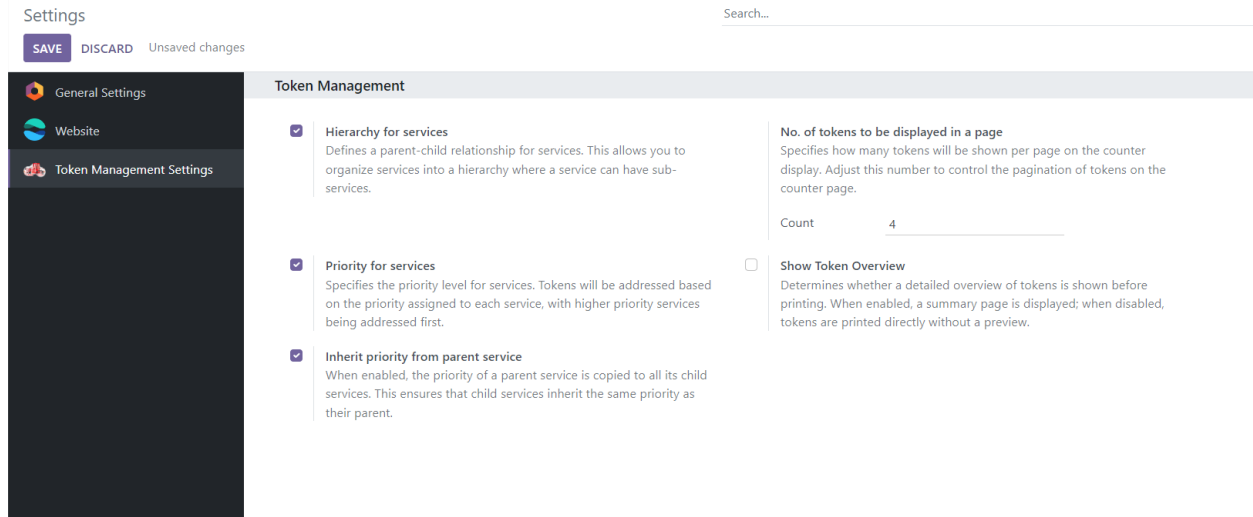 Settings
Search...
SAVE DISCARD Unsaved changes
General Settings
Website
Token Management Settings
Token Management
Hierarchy for services
Defines a parent-child relationship for services. This allows you to
organize services into a hierarchy where a service can have sub-
services.
No. of tokens to be displayed in a page
Specifies how many tokens will be shown per page on the counter
display. Adjust this number to control the pagination of tokens on the
counter page.
Count 4
Priority for services
Specifies the priority level for services. Tokens will be addressed based
on the priority assigned to each service, with higher priority services
being addressed first.
Show Token Overview
Determines whether a detailed overview of tokens is shown before
printing. When enabled, a summary page is displayed; when disabled,
tokens are printed directly without a preview.
Inherit priority from parent service
When enabled, the priority of a parent service is copied to all its child
services. This ensures that child services inherit the same priority as
their parent.